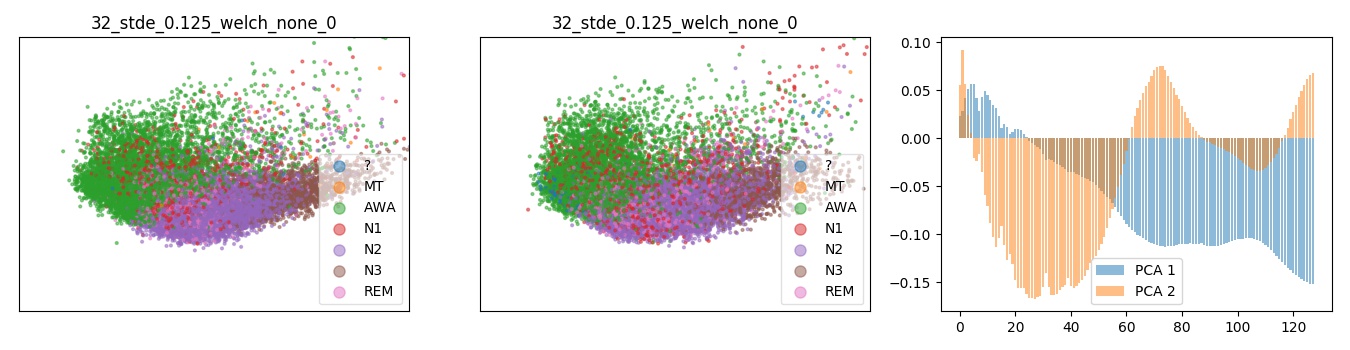 32_stde_0.125_welch_none_0
?
MT
AWA
N1
N2
N3
REM
32_stde_0.125_welch_none_0
?
MT
AWA
N1
N2
N3
REM
0.10
0.05
0.00
−0.05
−0.10
−0.15
PCA 1
PCA 2
0 20 40 60 80 100 120